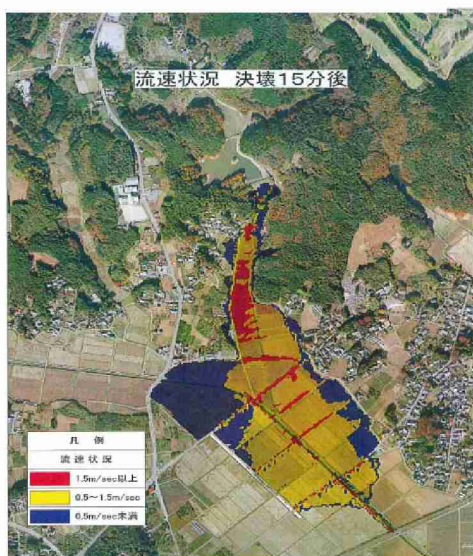 流速状況 決壊15分後
凡 例
流速状況
1.5m/sec以上
0.5～1.5m/sec
0.5m/sec未満